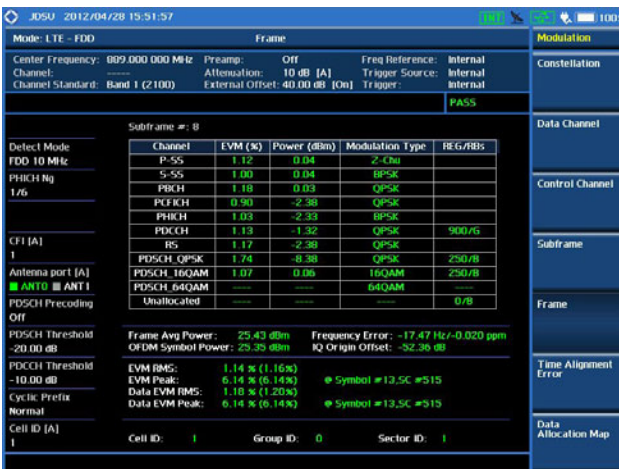 JDSU 2012/04/28 15:51:57
INT
100
Mode: LTE - FDD
Frame
Modulation
Center Frequency: 889.000 000 MHz Preamp: Off Freq Reference: Internal
Channel: ----- Attenuation: 10 dB [A] Trigger Source: Internal
Channel Standard: Band 1 (2100) External Offset: 40.00 dB [On] Trigger: Internal
PASS
Constellation
Data Channel
Control Channel
Subframe
Frame
Time Alignment
Error
Data
Allocation Map
Detect Mode
FDD 10 MHz
PHICH Ng
1/6
CFI [A]
1
Antenna port [A]
ANT0 ANT1
PDSCH Precoding
Off
PDSCH Threshold
-20.00 dB
PDCCH Threshold
-10.00 dB
Cyclic Prefix
Normal
Cell ID [A]
1
Subframe #: 8
Channel EVM (%) Power (dBm) Modulation Type REG/RBs
P-SS 1.12 0.04 Z-Chu
S-SS 1.00 0.04 BPSK
PBCH 1.18 0.03 QPSK
PCFICH 0.90 -2.38 QPSK
PHICH 1.03 -2.33 BPSK
PDCCH 1.13 -1.32 QPSK 900/6
RS 1.17 -2.38 QPSK
PDSCH_QPSK 1.74 -8.38 QPSK 250/8
PDSCH_16QAM 1.07 0.06 16QAM 250/8
PDSCH_64QAM ---- ---- 64QAM ----
Unallocated ---- ---- ---- 0/8
Frame Avg Power: 25.43 dBm Frequency Error: -17.47 Hz/-0.020 ppm
OFDM Symbol Power: 25.35 dBm IQ Origin Offset: -52.36 dB
EVM RMS: 1.14 % (1.16%)
EVM Peak: 6.14 % (6.14%) @ Symbol #13,SC #515
Data EVM RMS: 1.18 % (1.20%)
Data EVM Peak: 6.14 % (6.14%) @ Symbol #13,SC #515
Cell ID: 1 Group ID: 0 Sector ID: 1